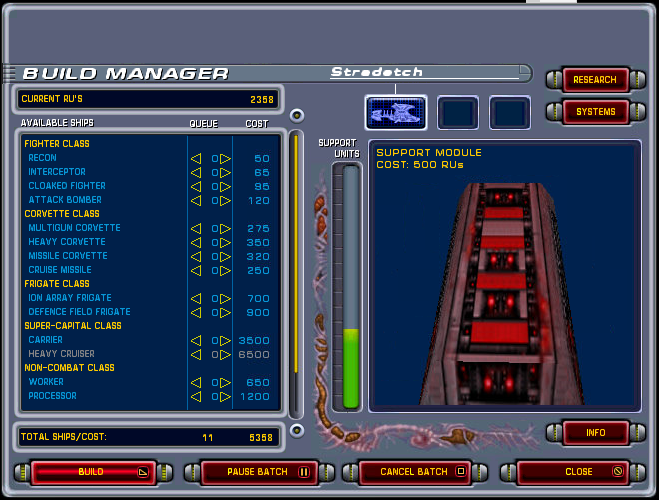 BUILD MANAGER
Stredetch
RESEARCH
SYSTEMS
CURRENT RU'S 2358
AVAILABLE SHIPS QUEUE COST
FIGHTER CLASS
RECON 0 50
INTERCEPTOR 0 65
CLOAKED FIGHTER 0 95
ATTACK BOMBER 0 120
CORVETTE CLASS
MULTIGUN CORVETTE 0 275
HEAVY CORVETTE 0 350
MISSILE CORVETTE 0 320
CRUISE MISSILE 0 250
FRIGATE CLASS
ION ARRAY FRIGATE 0 700
DEFENCE FIELD FRIGATE 0 900
SUPER-CAPITAL CLASS
CARRIER 0 3500
HEAVY CRUISER 0 6500
NON-COMBAT CLASS
WORKER 0 650
PROCESSOR 0 1200
TOTAL SHIPS/COST: 11 5358
SUPPORT
UNITS
SUPPORT MODULE
COST: 500 RUs
INFO
BUILD
PAUSE BATCH
CANCEL BATCH
CLOSE